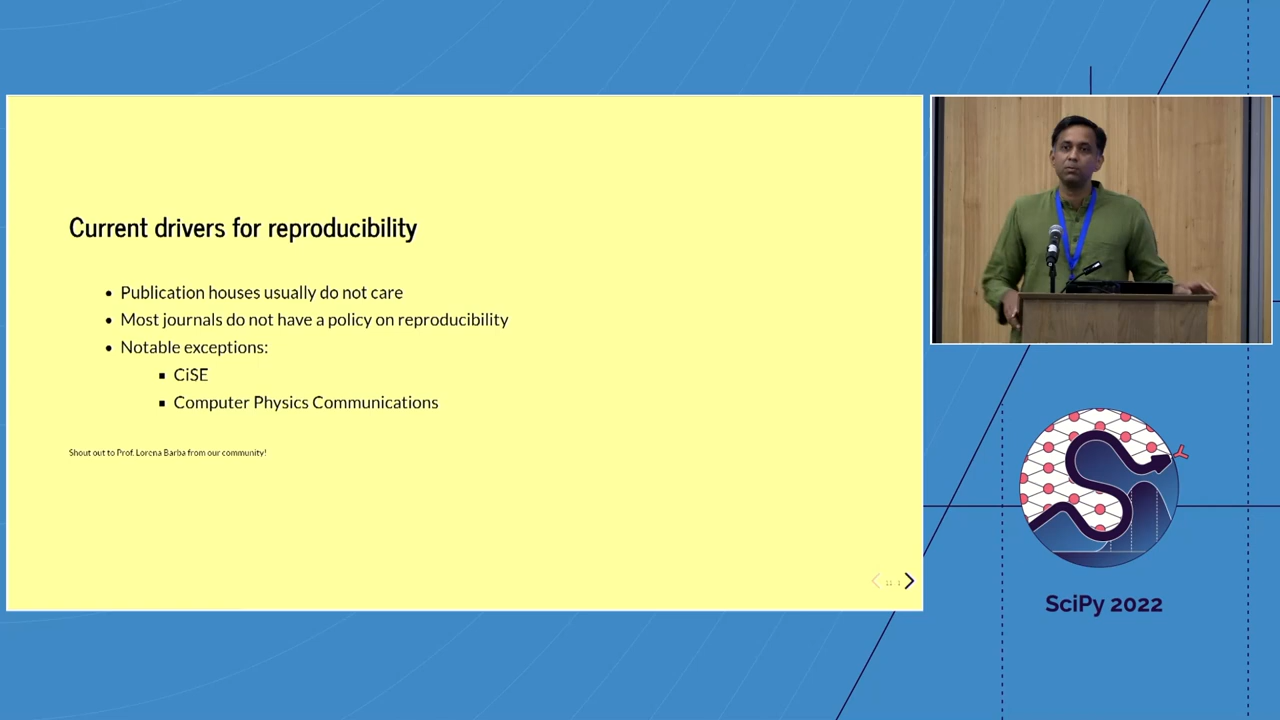 Current drivers for reproducibility
• Publication houses usually do not care
• Most journals do not have a policy on reproducibility
• Notable exceptions:
▪ CiSE
▪ Computer Physics Communications
Shout out to Prof. Lorena Barba from our community!
SciPy 2022